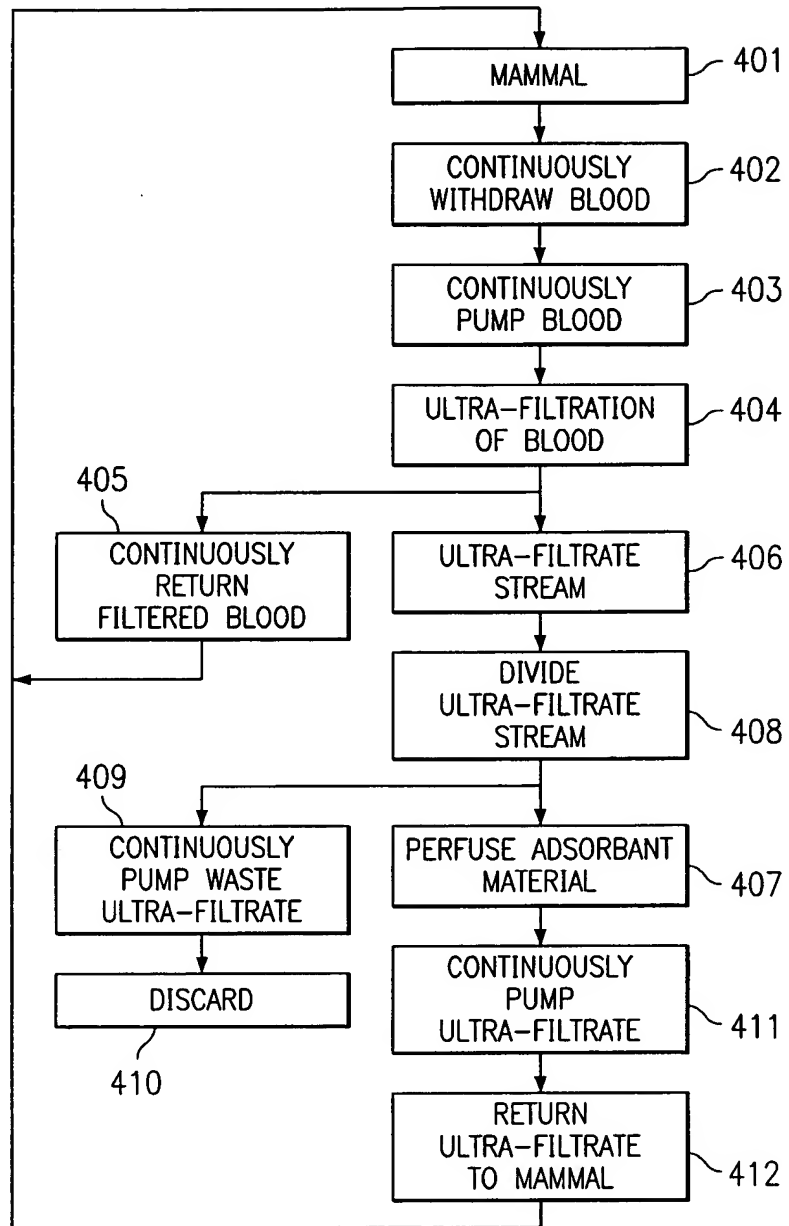 MAMMAL
401
CONTINUOUSLY
WITHDRAW BLOOD
402
CONTINUOUSLY
PUMP BLOOD
403
ULTRA-FILTRATION
OF BLOOD
404
405
CONTINUOUSLY
RETURN
FILTERED BLOOD
ULTRA-FILTRATE
STREAM
406
DIVIDE
ULTRA-FILTRATE
STREAM
408
409
CONTINUOUSLY
PUMP WASTE
ULTRA-FILTRATE
PERFUSE ADSORBANT
MATERIAL
407
DISCARD
410
CONTINUOUSLY
PUMP
ULTRA-FILTRATE
411
RETURN
ULTRA-FILTRATE
TO MAMMAL
412